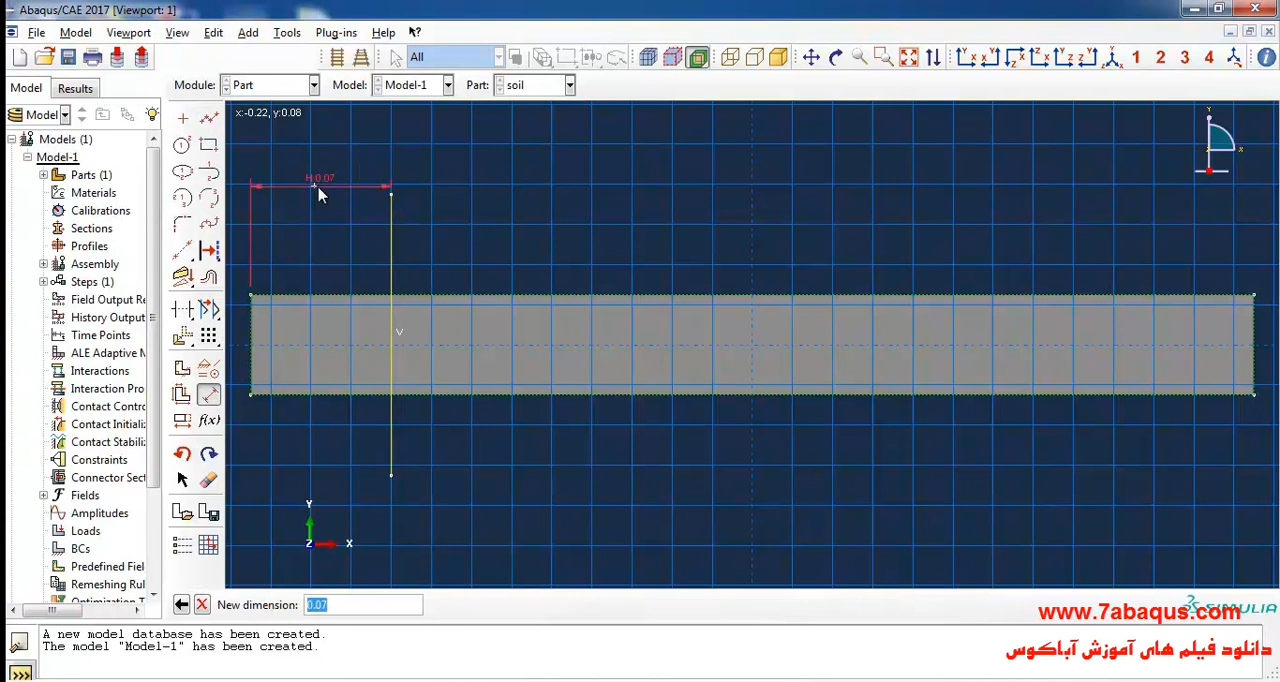 Abaqus/CAE 2017 [Viewport: 1]
File Model Viewport View Edit Add Tools Plug-ins Help
All
1 2 3 4
Model Results
Module: Part Model: Model-1 Part: soil
Model
Models (1)
Model-1
Parts (1)
Materials
Calibrations
Sections
Profiles
Assembly
Steps (1)
Field Output Re
History Output
Time Points
ALE Adaptive M
Interactions
Interaction Pro
Contact Contro
Contact Initiali
Contact Stabiliz
Constraints
Connector Sect
Fields
Amplitudes
Loads
BCs
Predefined Fiel
Remeshing Rul
x:-0.22, y:0.08
H:0.07
V
Y
X
Y
Z
X
f(x)
New dimension: 0.07
SIMULIA
www.7abaqus.com
A new model database has been created.
The model "Model-1" has been created.
دانلود فیلم های آموزش آباکوس
>>>